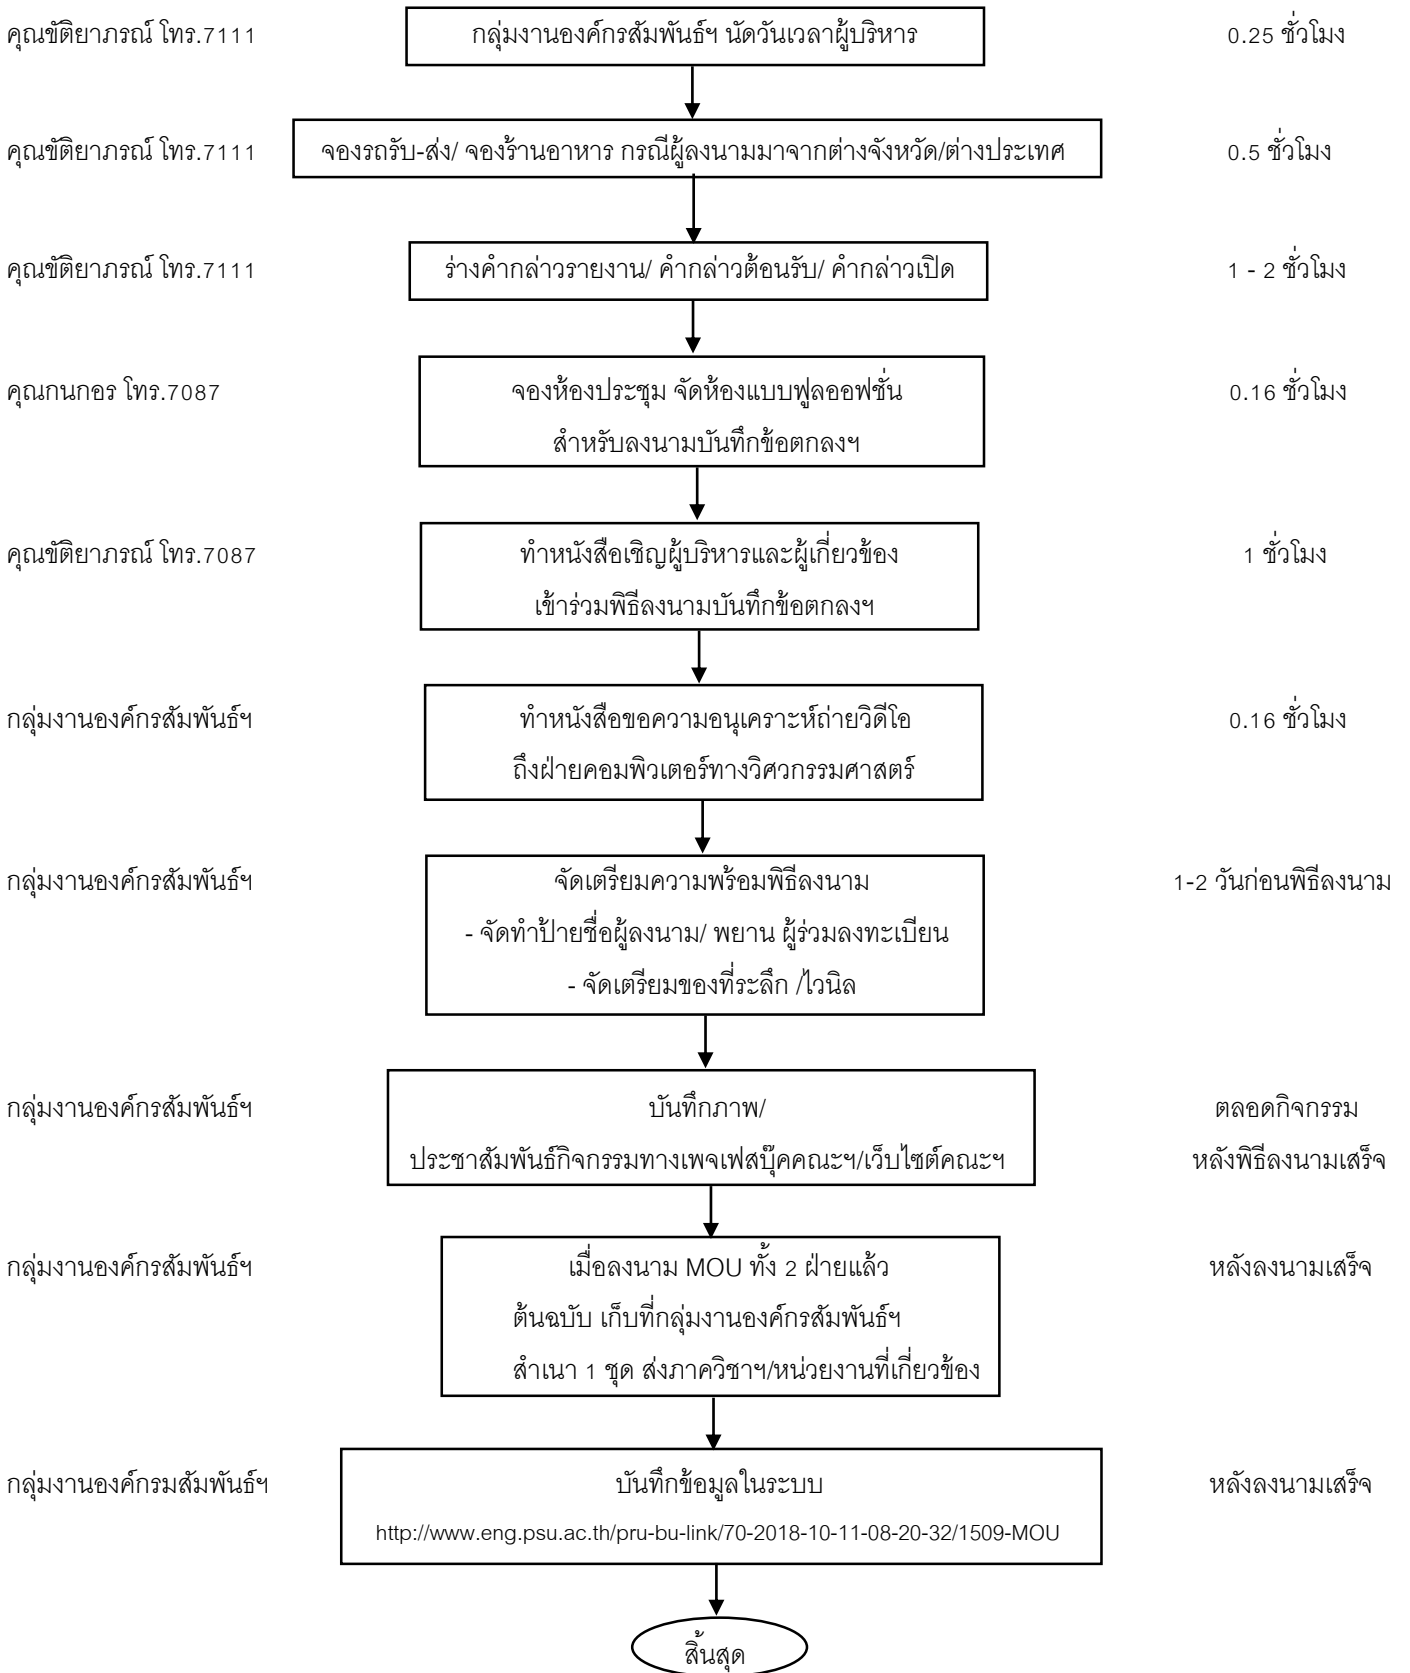 คุณขัติยาภรณ์ โทร.7111 กลุ่มงานองค์กรสัมพันธ์ฯ นัดวันเวลาผู้บริหาร 0.25 ชั่วโมง
คุณขัติยาภรณ์ โทร.7111 จองรถรับ-ส่ง/ จองร้านอาหาร กรณีผู้ลงนามมาจากต่างจังหวัด/ต่างประเทศ 0.5 ชั่วโมง
คุณขัติยาภรณ์ โทร.7111 ร่างคำกล่าวรายงาน/ คำกล่าวต้อนรับ/ คำกล่าวเปิด 1 - 2 ชั่วโมง
คุณกนกอร โทร.7087 จองห้องประชุม จัดห้องแบบฟูลออฟชั่น 0.16 ชั่วโมง
สำหรับลงนามบันทึกข้อตกลงฯ
คุณขัติยาภรณ์ โทร.7087 ทำหนังสือเชิญผู้บริหารและผู้เกี่ยวข้อง 1 ชั่วโมง
เข้าร่วมพิธีลงนามบันทึกข้อตกลงฯ
กลุ่มงานองค์กรสัมพันธ์ฯ ทำหนังสือขอความอนุเคราะห์ถ่ายวิดีโอ 0.16 ชั่วโมง
ถึงฝ่ายคอมพิวเตอร์ทางวิศวกรรมศาสตร์
กลุ่มงานองค์กรสัมพันธ์ฯ จัดเตรียมความพร้อมพิธีลงนาม 1-2 วันก่อนพิธีลงนาม
- จัดทำป้ายชื่อผู้ลงนาม/ พยาน ผู้ร่วมลงทะเบียน
- จัดเตรียมของที่ระลึก /ไวนิล
กลุ่มงานองค์กรสัมพันธ์ฯ บันทึกภาพ/ ตลอดกิจกรรม
ประชาสัมพันธ์กิจกรรมทางเพจเฟสบุ๊คคณะฯ/เว็บไซต์คณะฯ หลังพิธีลงนามเสร็จ
กลุ่มงานองค์กรสัมพันธ์ฯ เมื่อลงนาม MOU ทั้ง 2 ฝ่ายแล้ว หลังลงนามเสร็จ
ต้นฉบับ เก็บที่กลุ่มงานองค์กรสัมพันธ์ฯ
สำเนา 1 ชุด ส่งภาควิชาฯ/หน่วยงานที่เกี่ยวข้อง
กลุ่มงานองค์กรมสัมพันธ์ฯ บันทึกข้อมูลในระบบ หลังลงนามเสร็จ
http://www.eng.psu.ac.th/pru-bu-link/70-2018-10-11-08-20-32/1509-MOU
สิ้นสุด